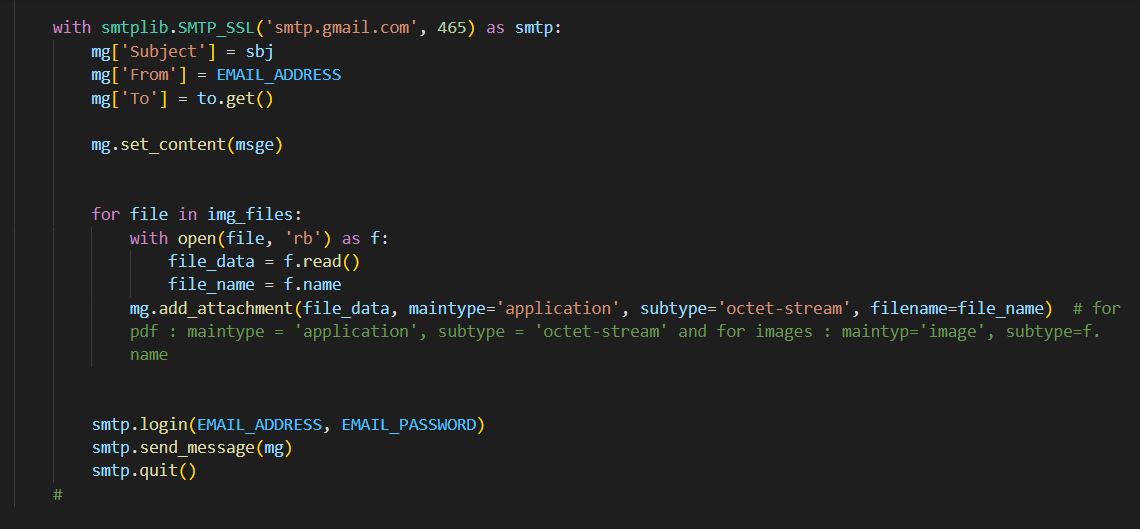 with smtplib.SMTP_SSL('smtp.gmail.com', 465) as smtp:
mg['Subject'] = sbj
mg['From'] = EMAIL_ADDRESS
mg['To'] = to.get()
mg.set_content(msge)
for file in img_files:
with open(file, 'rb') as f:
file_data = f.read()
file_name = f.name
mg.add_attachment(file_data, maintype='application', subtype='octet-stream', filename=file_name)  # for
pdf : maintype = 'application', subtype = 'octet-stream' and for images : maintyp='image', subtype=f.
name
smtp.login(EMAIL_ADDRESS, EMAIL_PASSWORD)
smtp.send_message(mg)
smtp.quit()
#